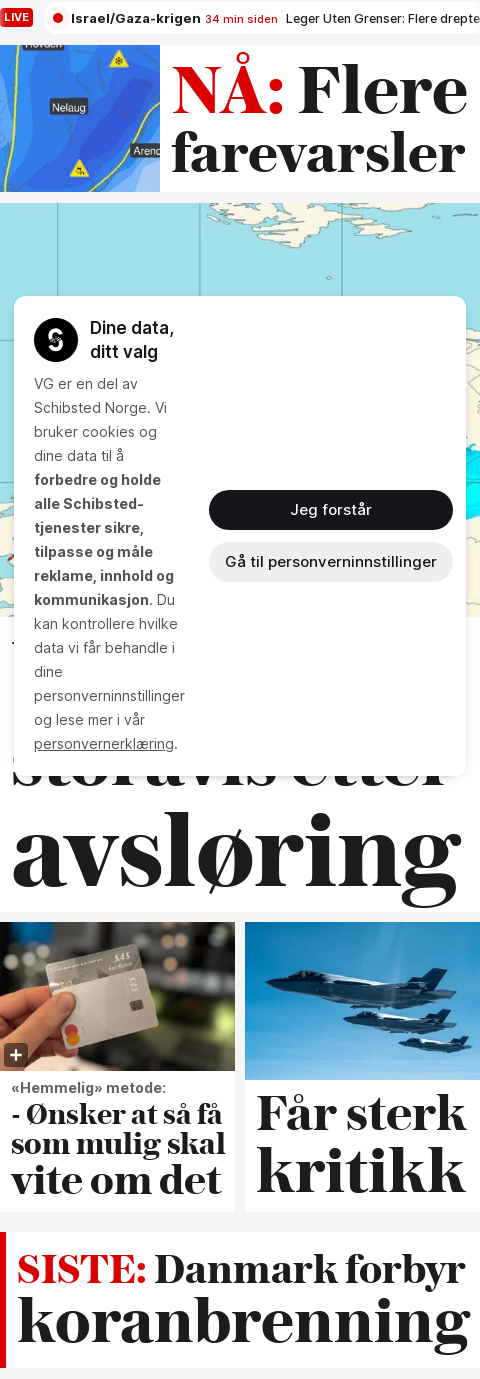 LIVE Israel/Gaza-krigen 34 min siden Leger Uten Grenser: Flere drepte
Nelaug
NÅ: Flere
farevarsler
Dine data,
ditt valg
VG er en del av
Schibsted Norge. Vi
bruker cookies og
dine data til å
forbedre og holde
alle Schibsted-
tjenester sikre,
tilpasse og måle
reklame, innhold og
kommunikasjon. Du
kan kontrollere hvilke
data vi får behandle i
dine
personverninnstillinger
og lese mer i vår
personvernerklæring.
Jeg forstår
Gå til personverninnstillinger
avsløring
SAS
«Hemmelig» metode:
- Ønsker at så få
som mulig skal
vite om det
Får sterk
kritikk
SISTE: Danmark forbyr
koranbrenning